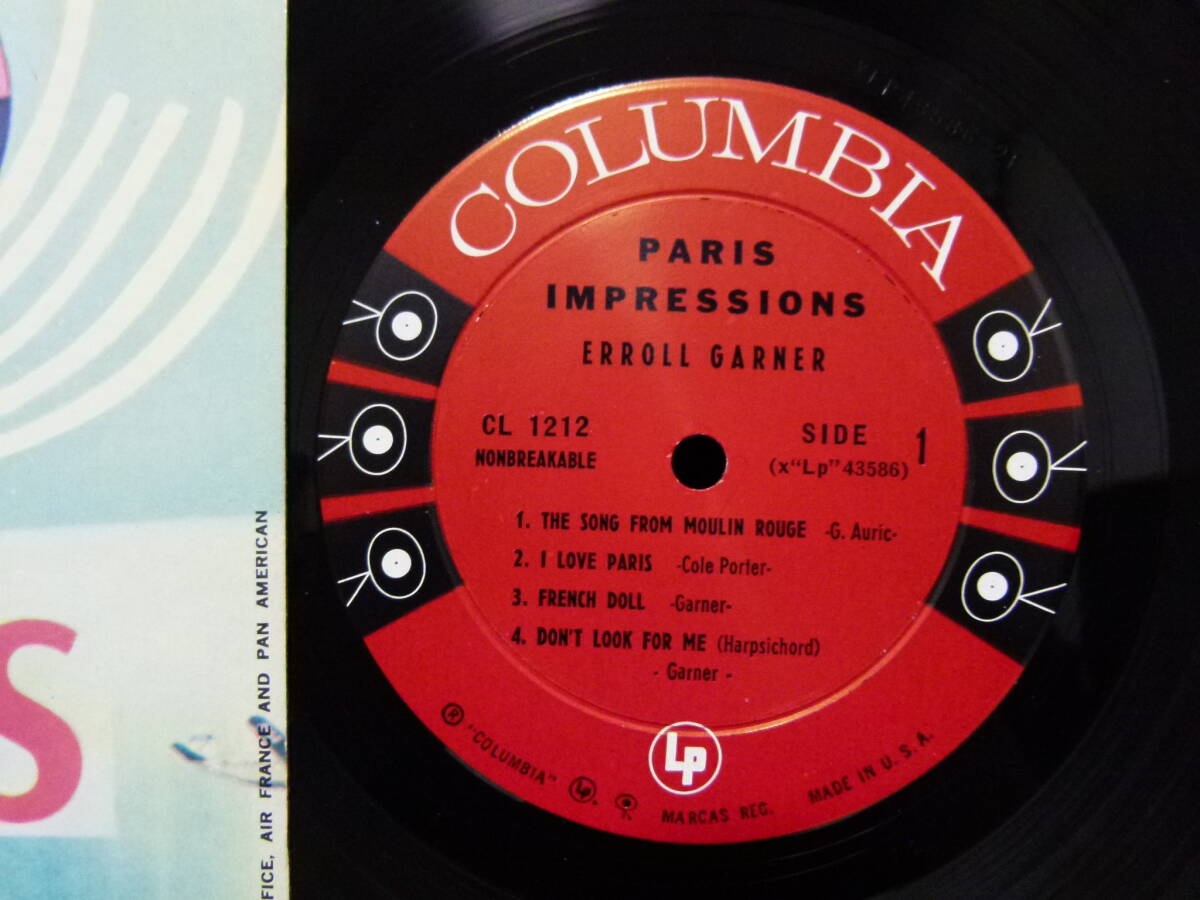 COLUMBIA
PARIS
IMPRESSIONS
ERROLL GARNER
CL 1212
NONBREAKABLE
SIDE 1
(x"Lp"43586)
1. THE SONG FROM MOULIN ROUGE -G. Auric-
2. I LOVE PARIS -Cole Porter-
3. FRENCH DOLL -Garner-
4. DON'T LOOK FOR ME (Harpsichord)
- Garner -
Lp
® "COLUMBIA" Lp. MARCAS REG. MADE IN U.S.A.
FICE, AIR FRANCE AND PAN AMERICAN
S